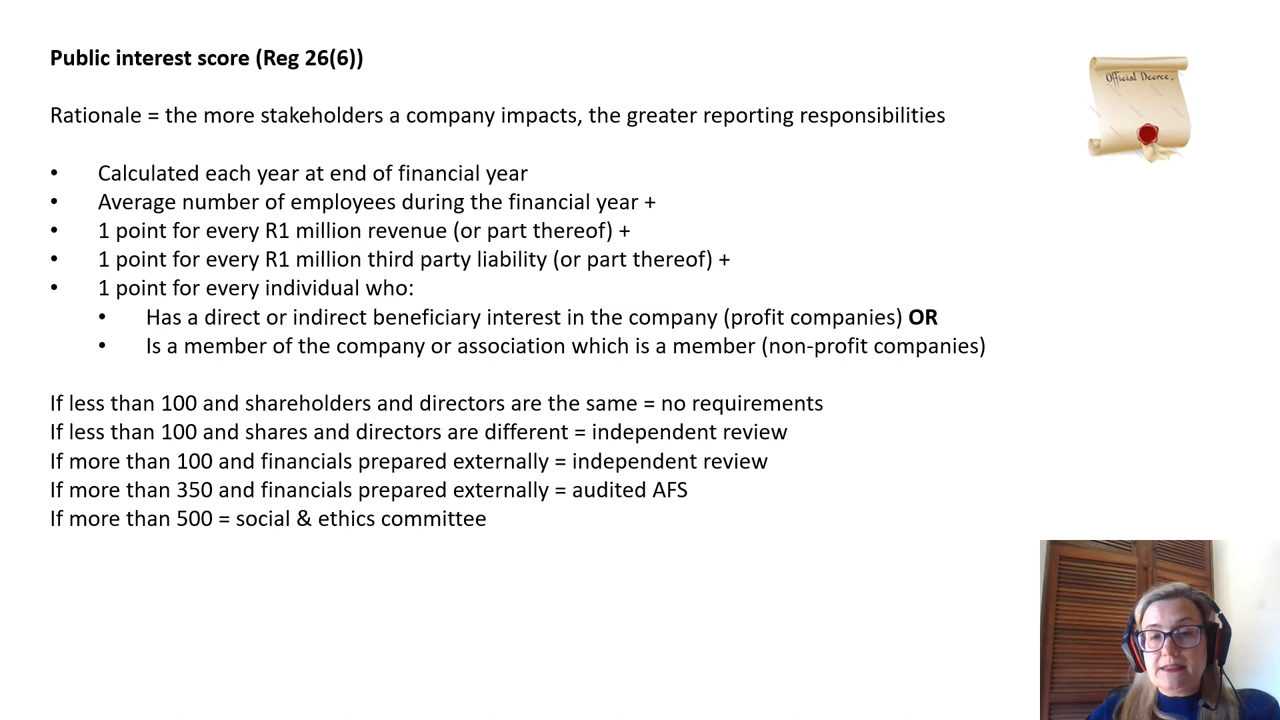 Public interest score (Reg 26(6))
Official Decree.
Rationale = the more stakeholders a company impacts, the greater reporting responsibilities
• Calculated each year at end of financial year
• Average number of employees during the financial year +
• 1 point for every R1 million revenue (or part thereof) +
• 1 point for every R1 million third party liability (or part thereof) +
• 1 point for every individual who:
• Has a direct or indirect beneficiary interest in the company (profit companies) OR
• Is a member of the company or association which is a member (non-profit companies)
If less than 100 and shareholders and directors are the same = no requirements
If less than 100 and shares and directors are different = independent review
If more than 100 and financials prepared externally = independent review
If more than 350 and financials prepared externally = audited AFS
If more than 500 = social & ethics committee